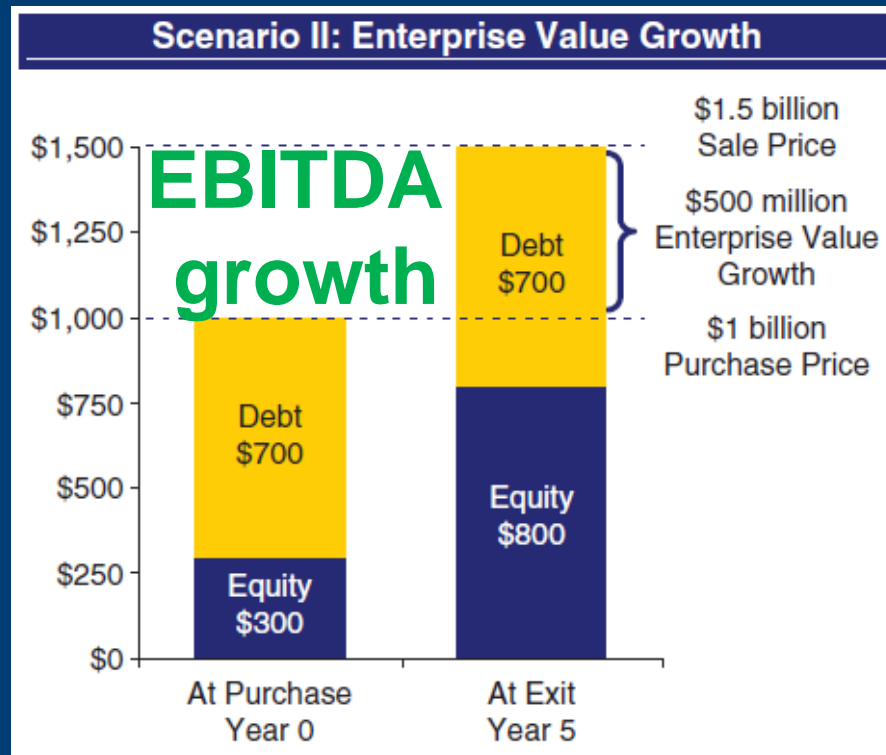 Scenario II: Enterprise Value Growth
$1,500
$1,250
$1,000
$750
$500
$250
$0
EBITDA
growth
Debt
$700
Equity
$300
Debt
$700
Equity
$800
$1.5 billion
Sale Price
$500 million
Enterprise Value
Growth
$1 billion
Purchase Price
At Purchase
Year 0
At Exit
Year 5